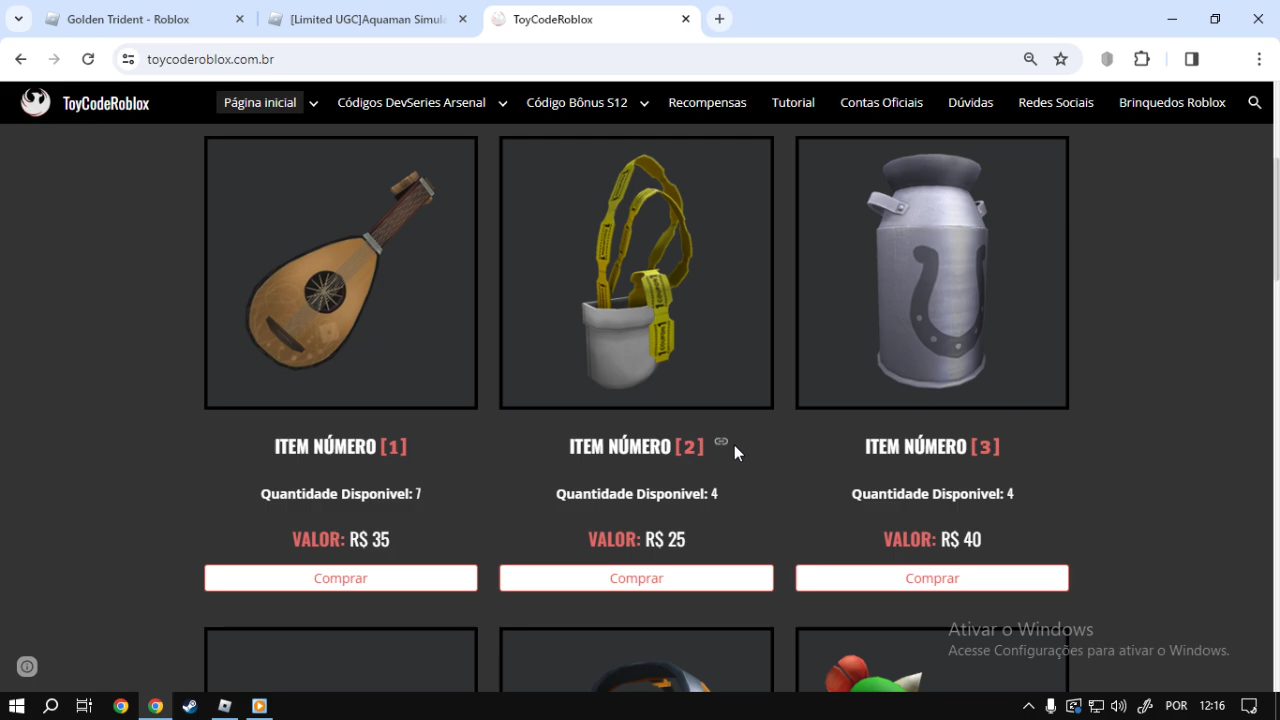 Golden Trident - Roblox
[Limited UGC]Aquaman Simula
ToyCodeRoblox
toycoderoblox.com.br
ToyCodeRoblox
Página inicial
Códigos DevSeries Arsenal
Código Bônus S12
Recompensas
Tutorial
Contas Oficiais
Dúvidas
Redes Sociais
Brinquedos Roblox
ITEM NÚMERO [1]
ITEM NÚMERO [2]
ITEM NÚMERO [3]
Quantidade Disponivel: 7
Quantidade Disponivel: 4
Quantidade Disponivel: 4
VALOR: R$ 35
VALOR: R$ 25
VALOR: R$ 40
Comprar
Comprar
Comprar
Ativar o Windows
Acesse Configurações para ativar o Windows.
POR
12:16